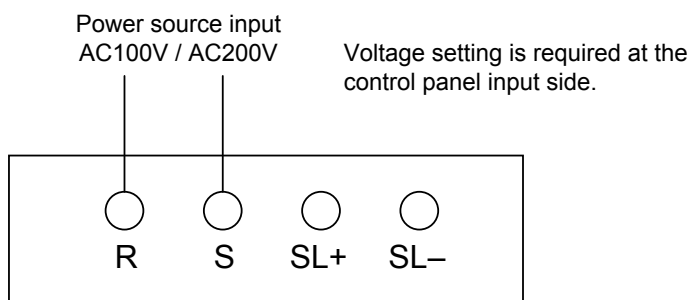 Power source input
AC100V / AC200V
Voltage setting is required at the
control panel input side.
R S SL+ SL–